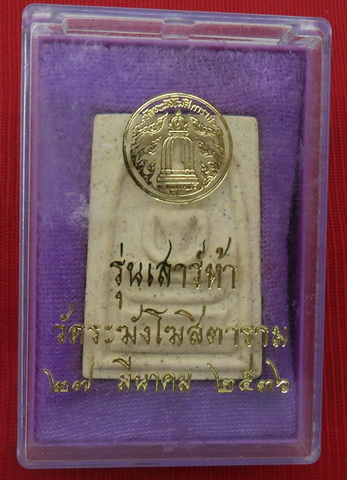 รุ่นเสาร์ห้า
วัดระฆังโฆสิตาราม
๒๗ มีนาคม ๒๕๓๖